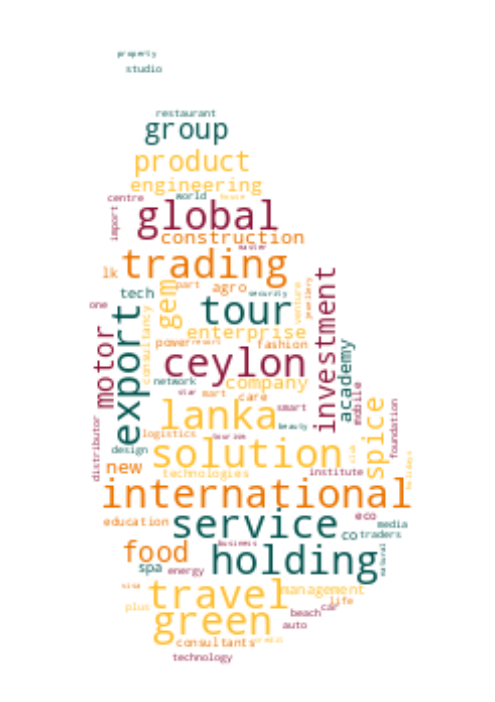 property
studio
restaurant
group
product
engineering
centre world house
import global
construction
master
lk trading
part agro
tech gem security venture jewellery
one export tour investment
consultancy enterprise
motor power resort fashion academy
ceylon
network company mobile
star mart care
lanka smart spice foundation
distributor logistics tourism beauty
design solution club holidays
new technologies institute
international
education service eco media
co traders
food business holding natural
spa energy
visa travel management
plus life
green beach car
auto
consultants credit
technology